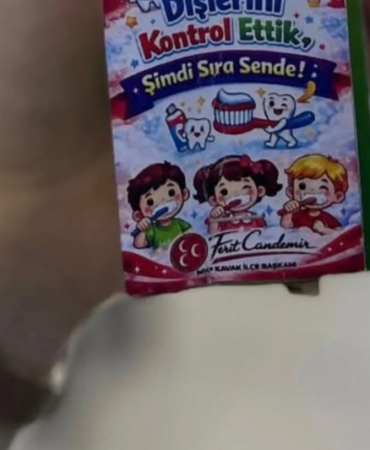 Dişlerini
Kontrol Ettik,
Şimdi Sıra Sende!
Ferit Candemir
MHP KAVAK İLÇE BAŞKANI